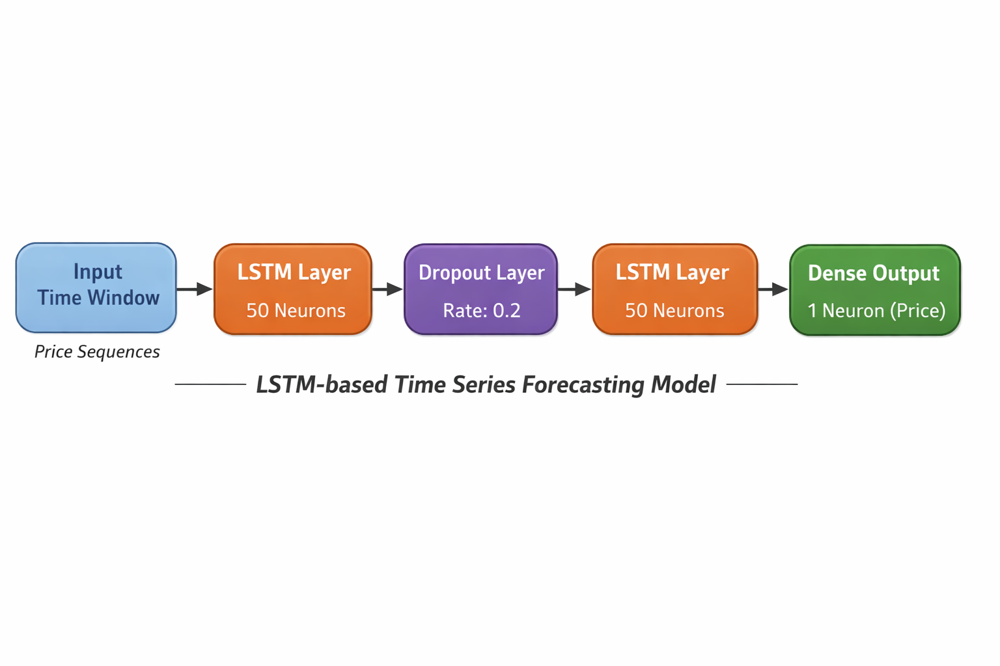 Input
Time Window
Price Sequences
LSTM Layer
50 Neurons
Dropout Layer
Rate: 0.2
LSTM Layer
50 Neurons
Dense Output
1 Neuron (Price)
LSTM-based Time Series Forecasting Model